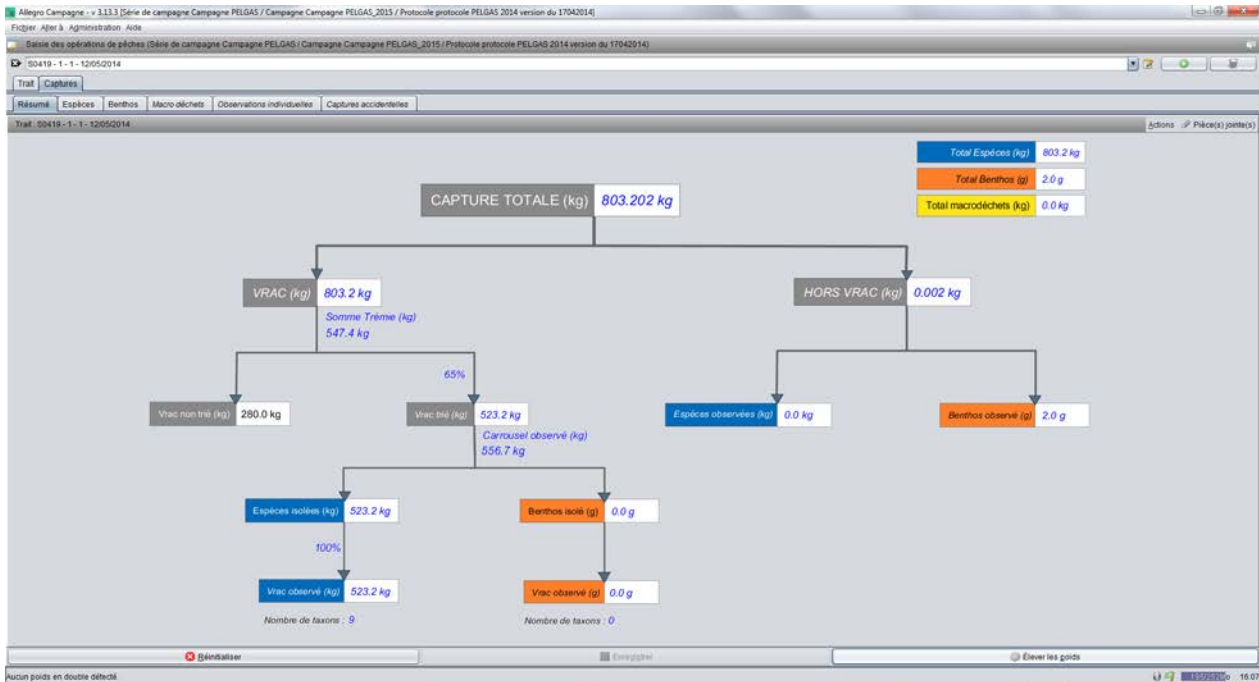 Allegro Campagne - v 3.13.3 [Série de campagne Campagne PELGAS / Campagne Campagne PELGAS_2015 / Protocole protocole PELGAS 2014 version du 17042014]
Fichier Aller à Administration Aide
Saisie des opérations de pêches (Série de campagne Campagne PELGAS / Campagne Campagne PELGAS_2015 / Protocole protocole PELGAS 2014 version du 17042014)
S0419 - 1 - 1 - 12/05/2014
Trait Captures
Résumé Espèces Benthos Macro déchets Observations individuelles Captures accidentelles
Trait : S0419 - 1 - 1 - 12/05/2014 Actions Pièce(s) jointe(s)
Total Espèces (kg) 803.2 kg
Total Benthos (g) 2.0 g
Total macrodéchets (kg) 0.0 kg
CAPTURE TOTALE (kg) 803.202 kg
VRAC (kg) 803.2 kg HORS VRAC (kg) 0.002 kg
Somme Trémie (kg)
547.4 kg
65%
Vrac non trié (kg) 280.0 kg Vrac trié (kg) 523.2 kg Espèces observées (kg) 0.0 kg Benthos observé (g) 2.0 g
Carrousel observé (kg)
556.7 kg
Espèces isolées (kg) 523.2 kg Benthos isolé (g) 0.0 g
100%
Vrac observé (kg) 523.2 kg Vrac observé (g) 0.0 g
Nombre de taxons : 9 Nombre de taxons : 0
Réinitialiser Enregistrer Élever les poids
Aucun poids en double détecté